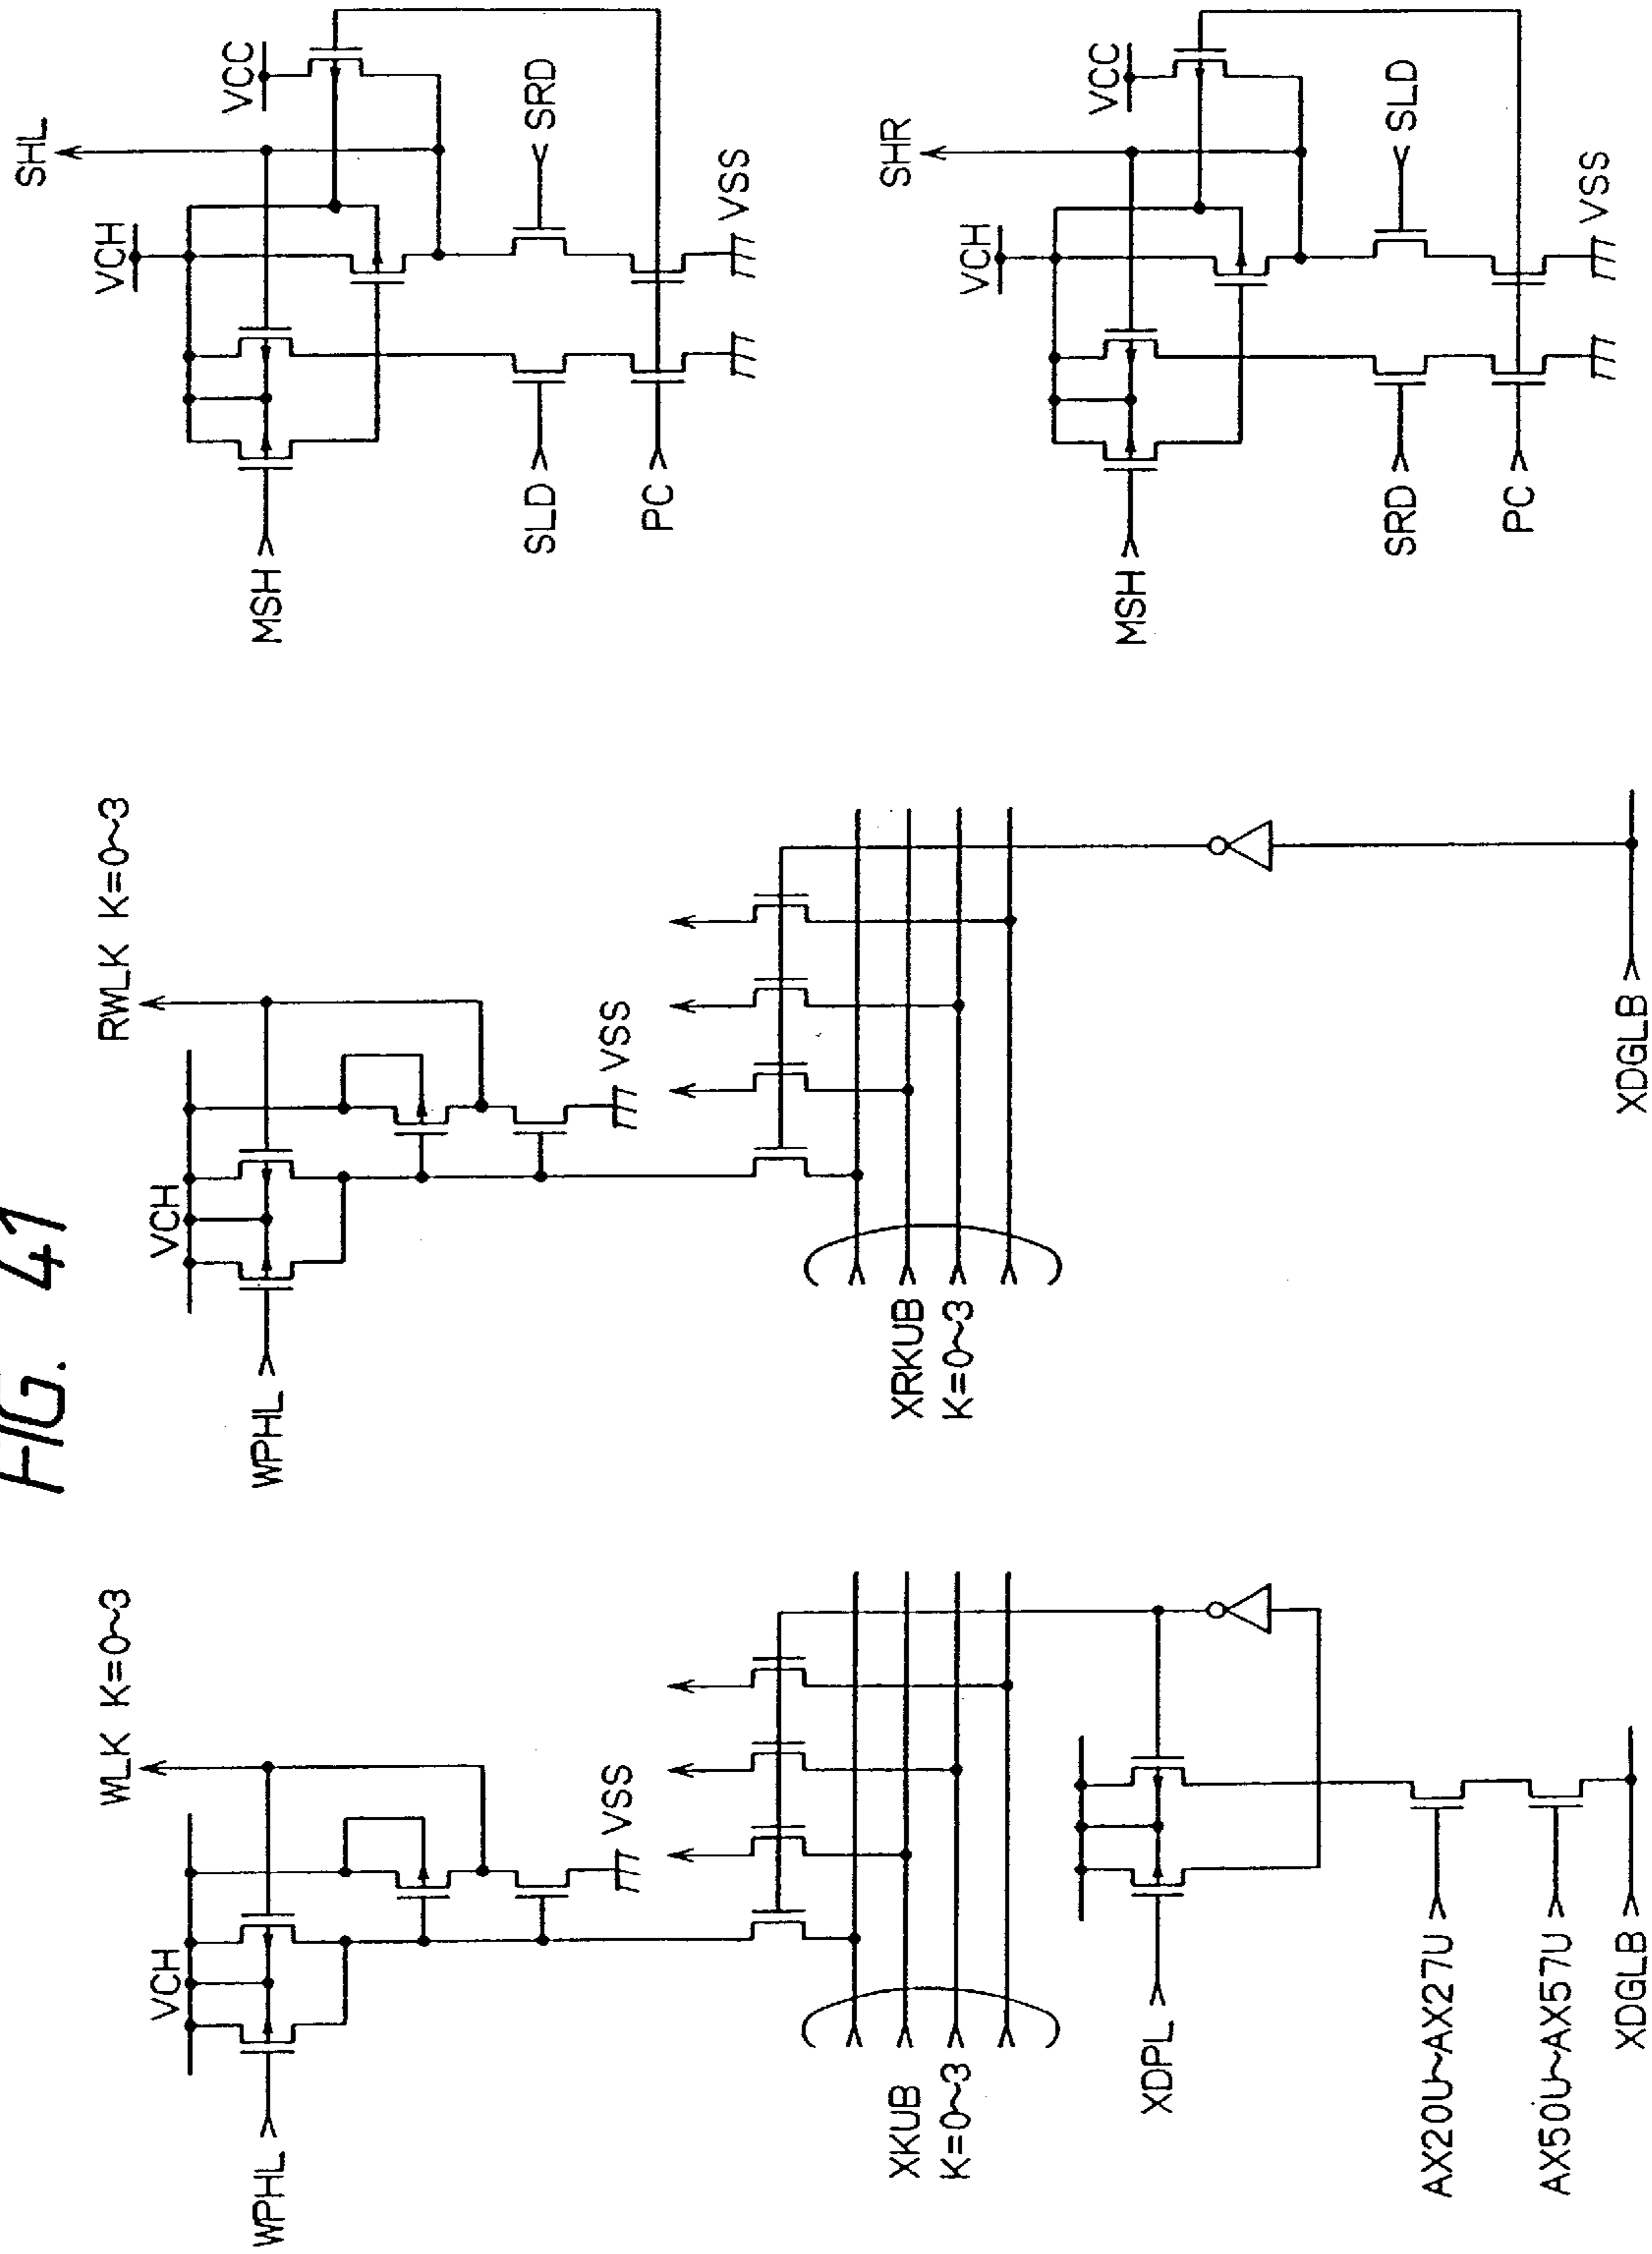 FIG. 41
WLK K=0~3
VCH
WPHL
VSS
XKUB
K=0~3
XDPL
AX20U~AX27U
AX50U~AX57U
XDGLB
RWLK K=0~3
VCH
WPHL
VSS
XRKUB
K=0~3
XDGLB
SHL
VCH
VCC
MSH
SLD
SRD
PC
VSS
SHR
VCH
VCC
MSH
SRD
SLD
PC
VSS